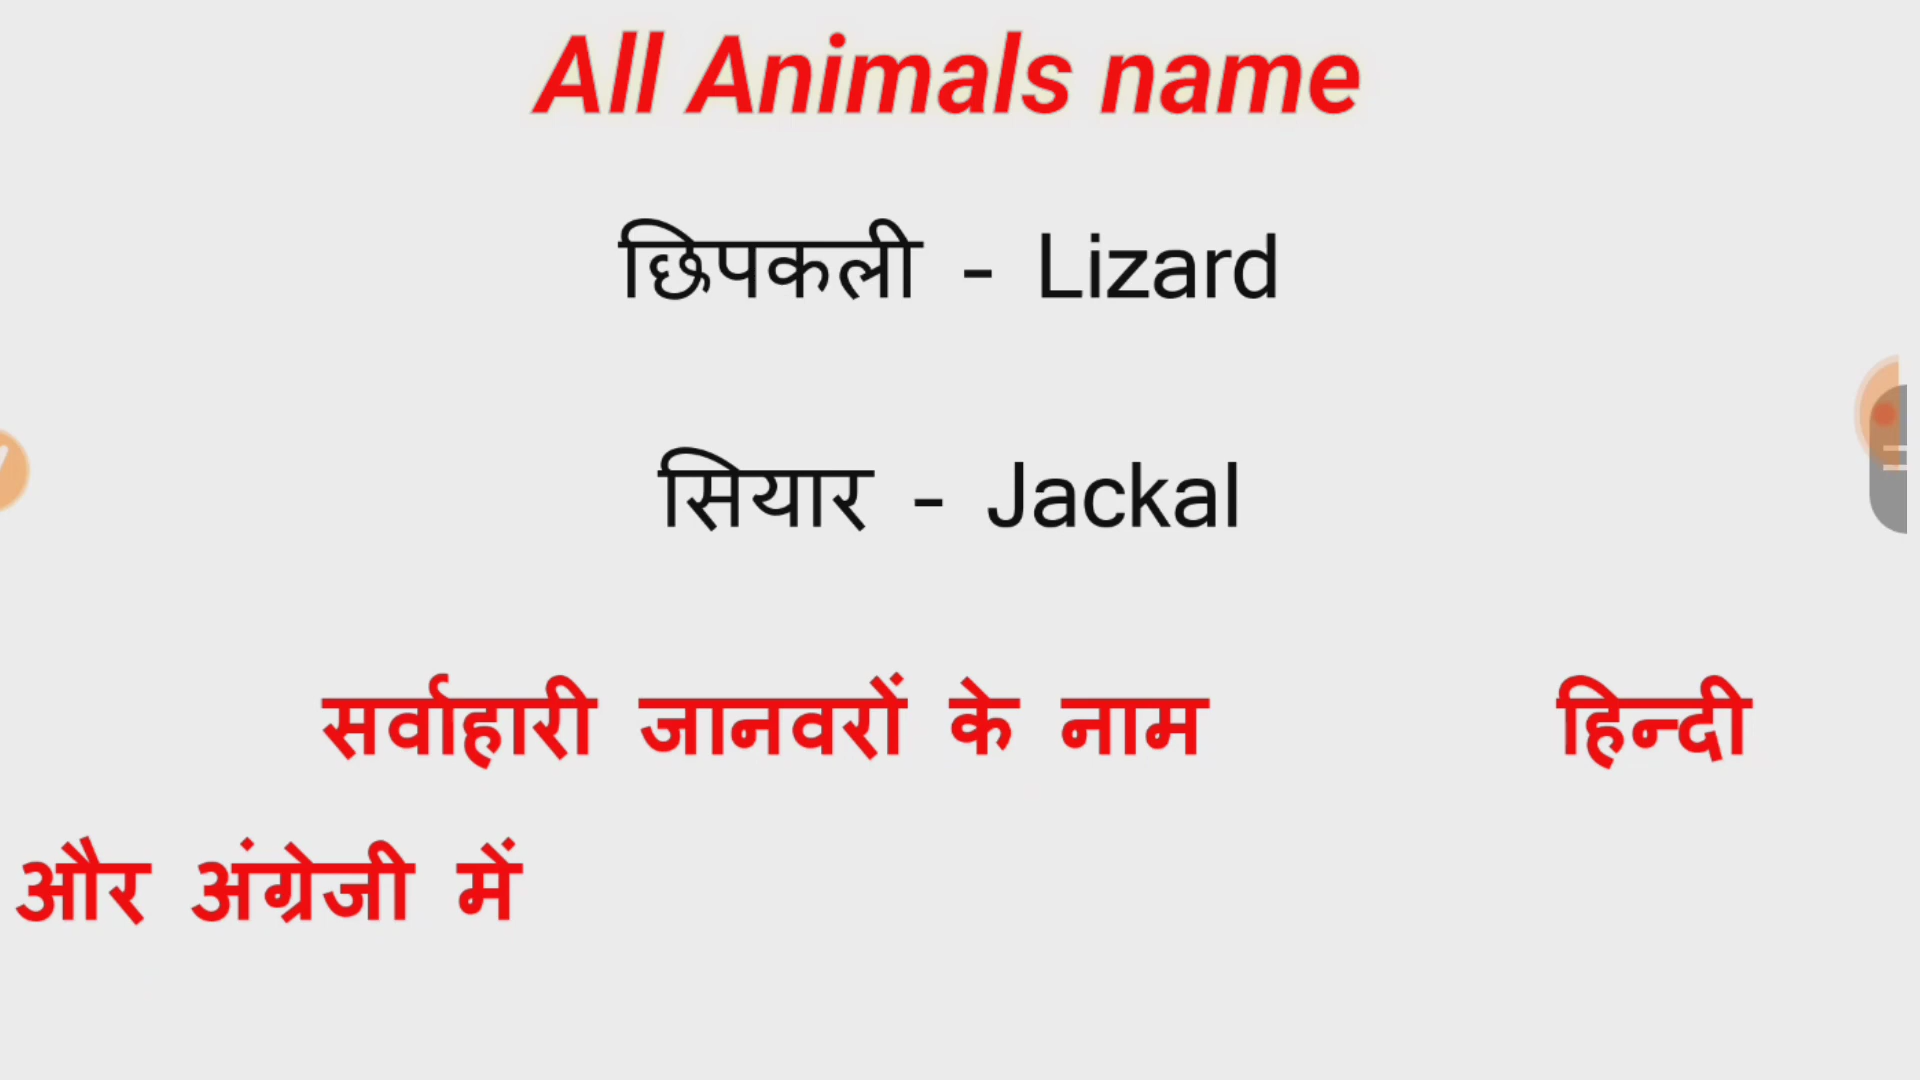 All Animals name
छिपकली - Lizard
सियार - Jackal
सर्वाहारी जानवरों के नाम हिन्दी
और अंग्रेजी में